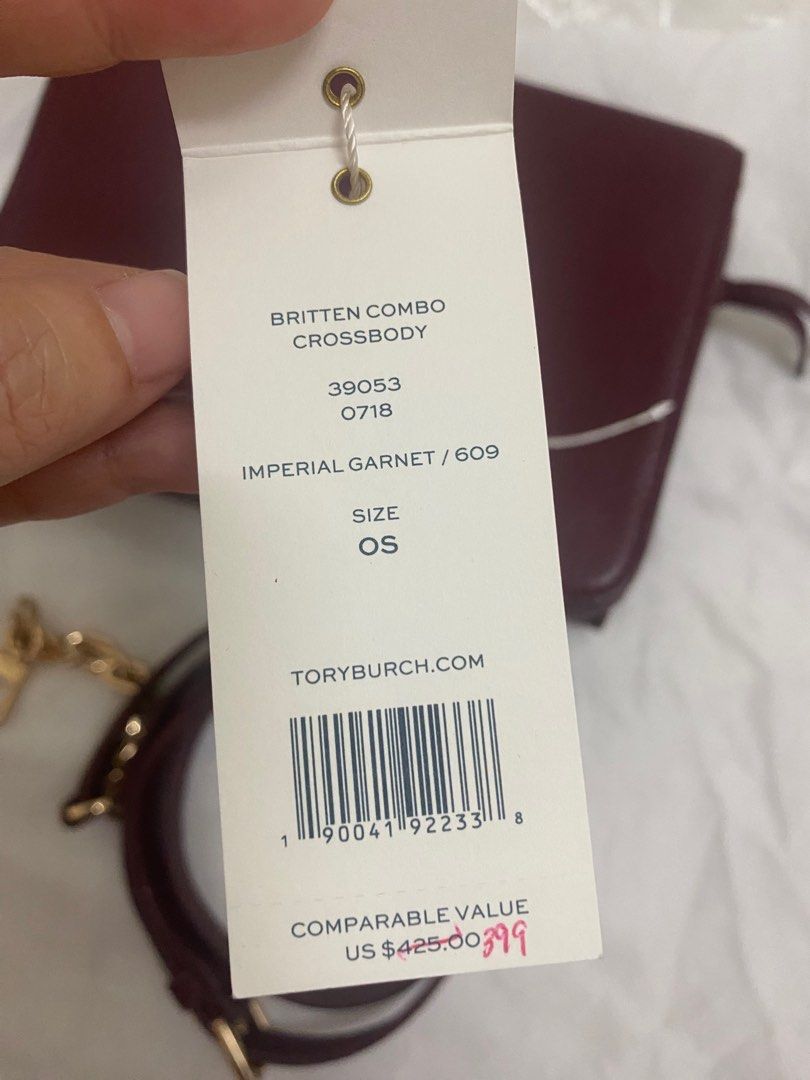 BRITTEN COMBO
CROSSBODY
39053
0718
IMPERIAL GARNET / 609
SIZE
OS
TORYBURCH.COM
1 90041 92233 8
COMPARABLE VALUE
US $425.00 399